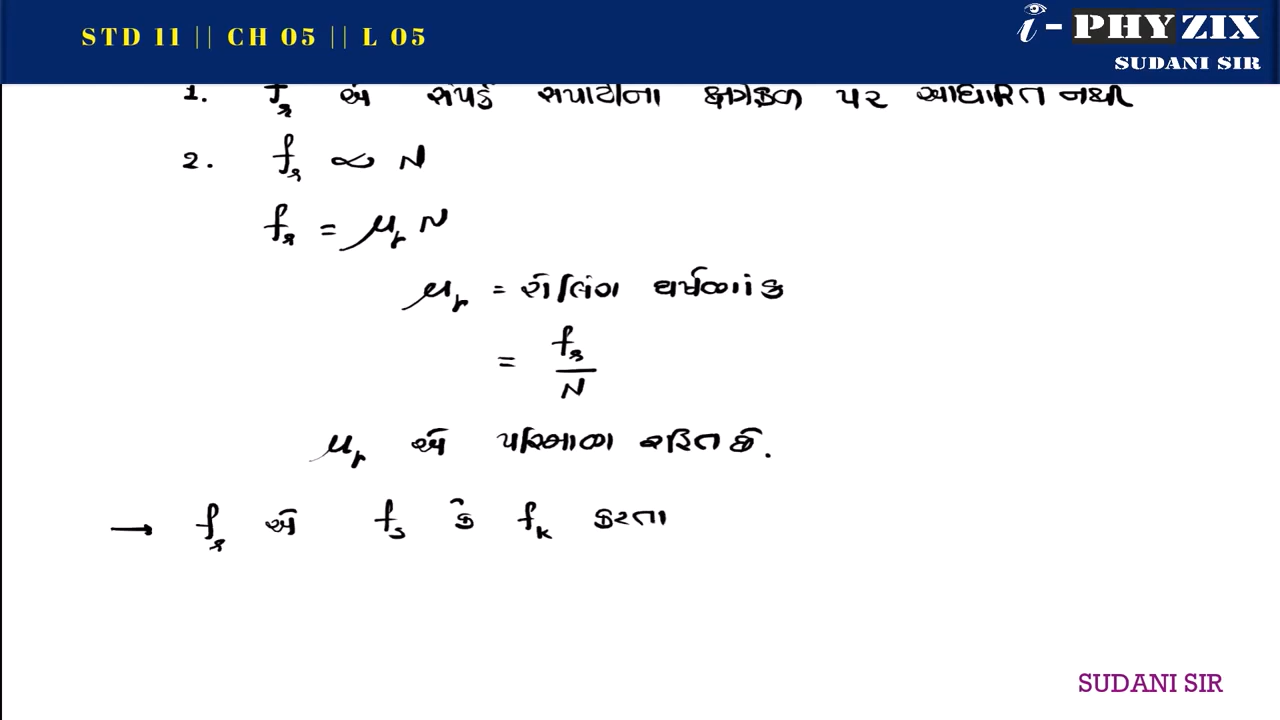 STD 11 || CH 05 || L 05
i - PHYZIX
SUDANI SIR
1. fr એ સંપર્ક સપાટીના ક્ષેત્રફળ પર આધારિત નથી
2. fr ∝ N
fr = μr N
μr = રોલિંગ ઘર્ષણાંક
= fr / N
μr એ પરિમાણ રહિત છે.
→ fr એ fs કે fk કરતા
SUDANI SIR